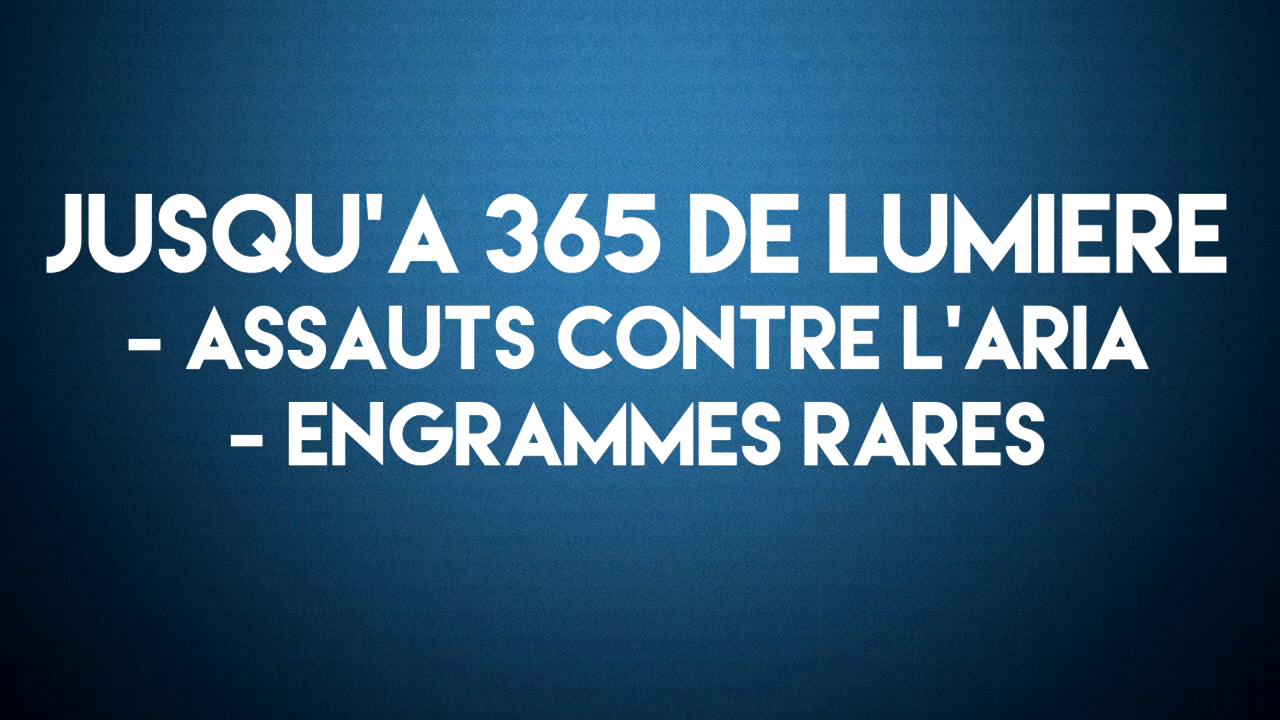 JUSQU'A 365 DE LUMIERE
- ASSAUTS CONTRE L'ARIA
- ENGRAMMES RARES